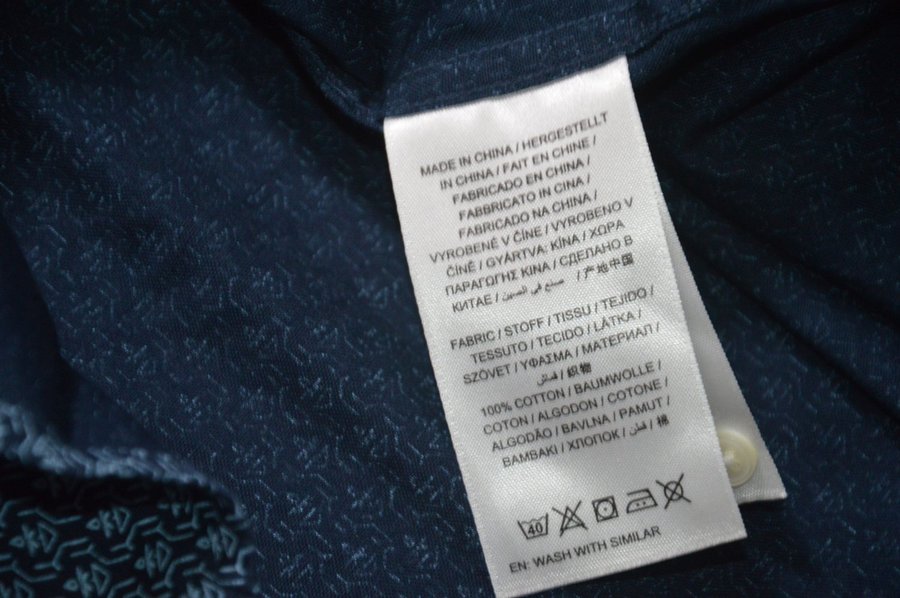 MADE IN CHINA / HERGESTELLT
IN CHINA / FAIT EN CHINE /
FABRICADO EN CHINA /
FABBRICATO IN CINA /
FABRICADO NA CHINA /
VYROBENÉ V ČÍNE / VYROBENO V
ČÍNĚ / GYÁRTVA: KÍNA / ΧΩΡΑ
ΠΑΡΑΓΩΓΗΣ ΚΙΝΑ / СДЕЛАНО В
КИТАЕ / صنع في الصين / 产地中国
FABRIC / STOFF / TISSU / TEJIDO /
TESSUTO / TECIDO / LÁTKA /
SZÖVET / ΥΦΑΣΜΑ / МАТЕРИАЛ /
قماش / 织物
100% COTTON / BAUMWOLLE /
COTON / ALGODON / COTONE /
ALGODÃO / BAVLNA / PAMUT /
ΒΑΜΒΑΚΙ / ХЛОПОК / قطن / 棉
40
EN: WASH WITH SIMILAR